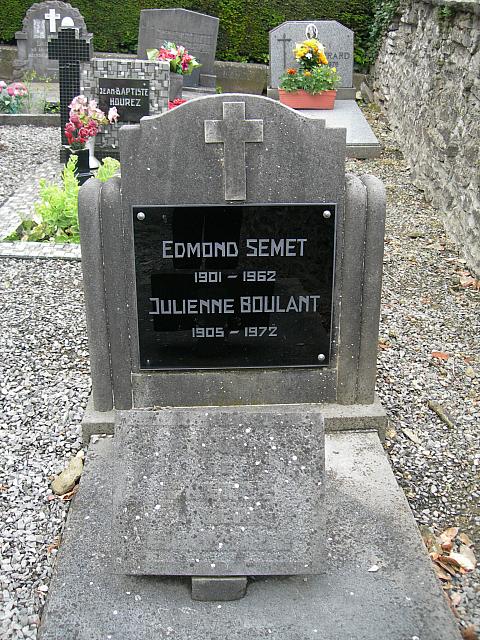 JEAN BAPTISTE
HOUREZ
EDMOND SEMET
1901 - 1962
JULIENNE BOULANT
1905 - 1972